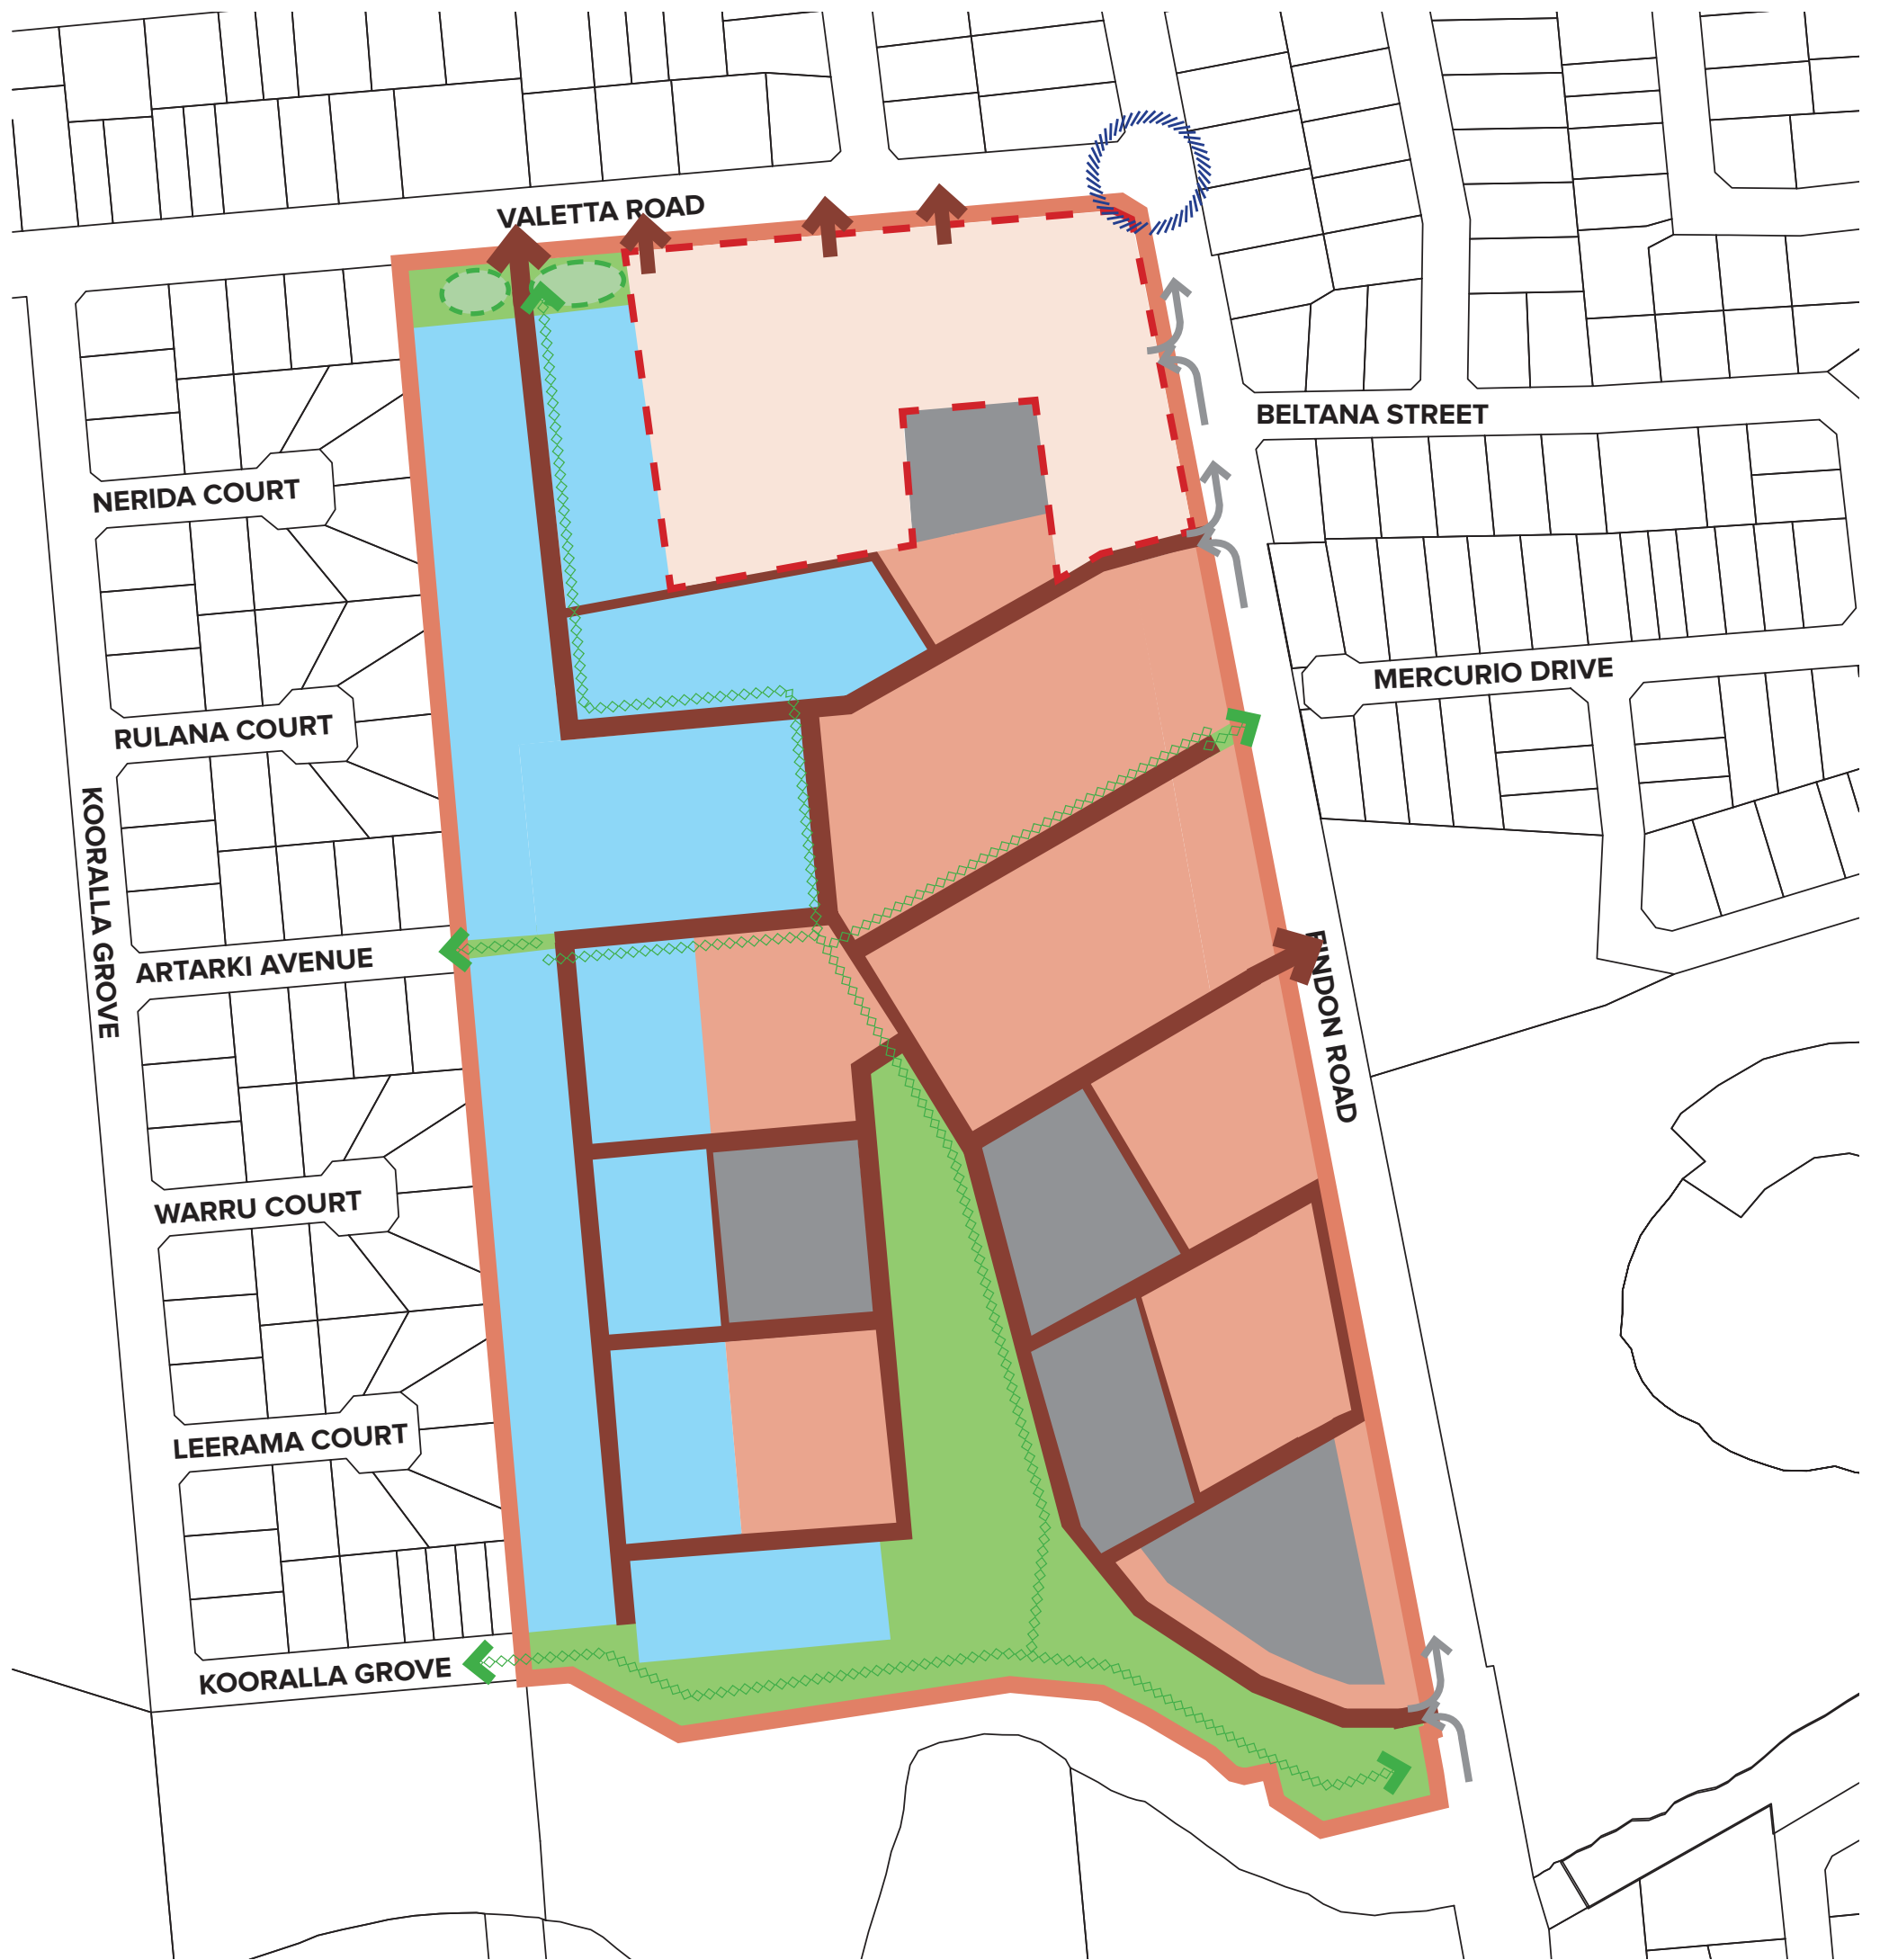 VALETTA ROAD
BELTANA STREET
NERIDA COURT
MERCURIO DRIVE
RULANA COURT
KOORALLA GROVE
ARTARKI AVENUE
FINDON ROAD
WARRU COURT
LEERAMA COURT
KOORALLA GROVE